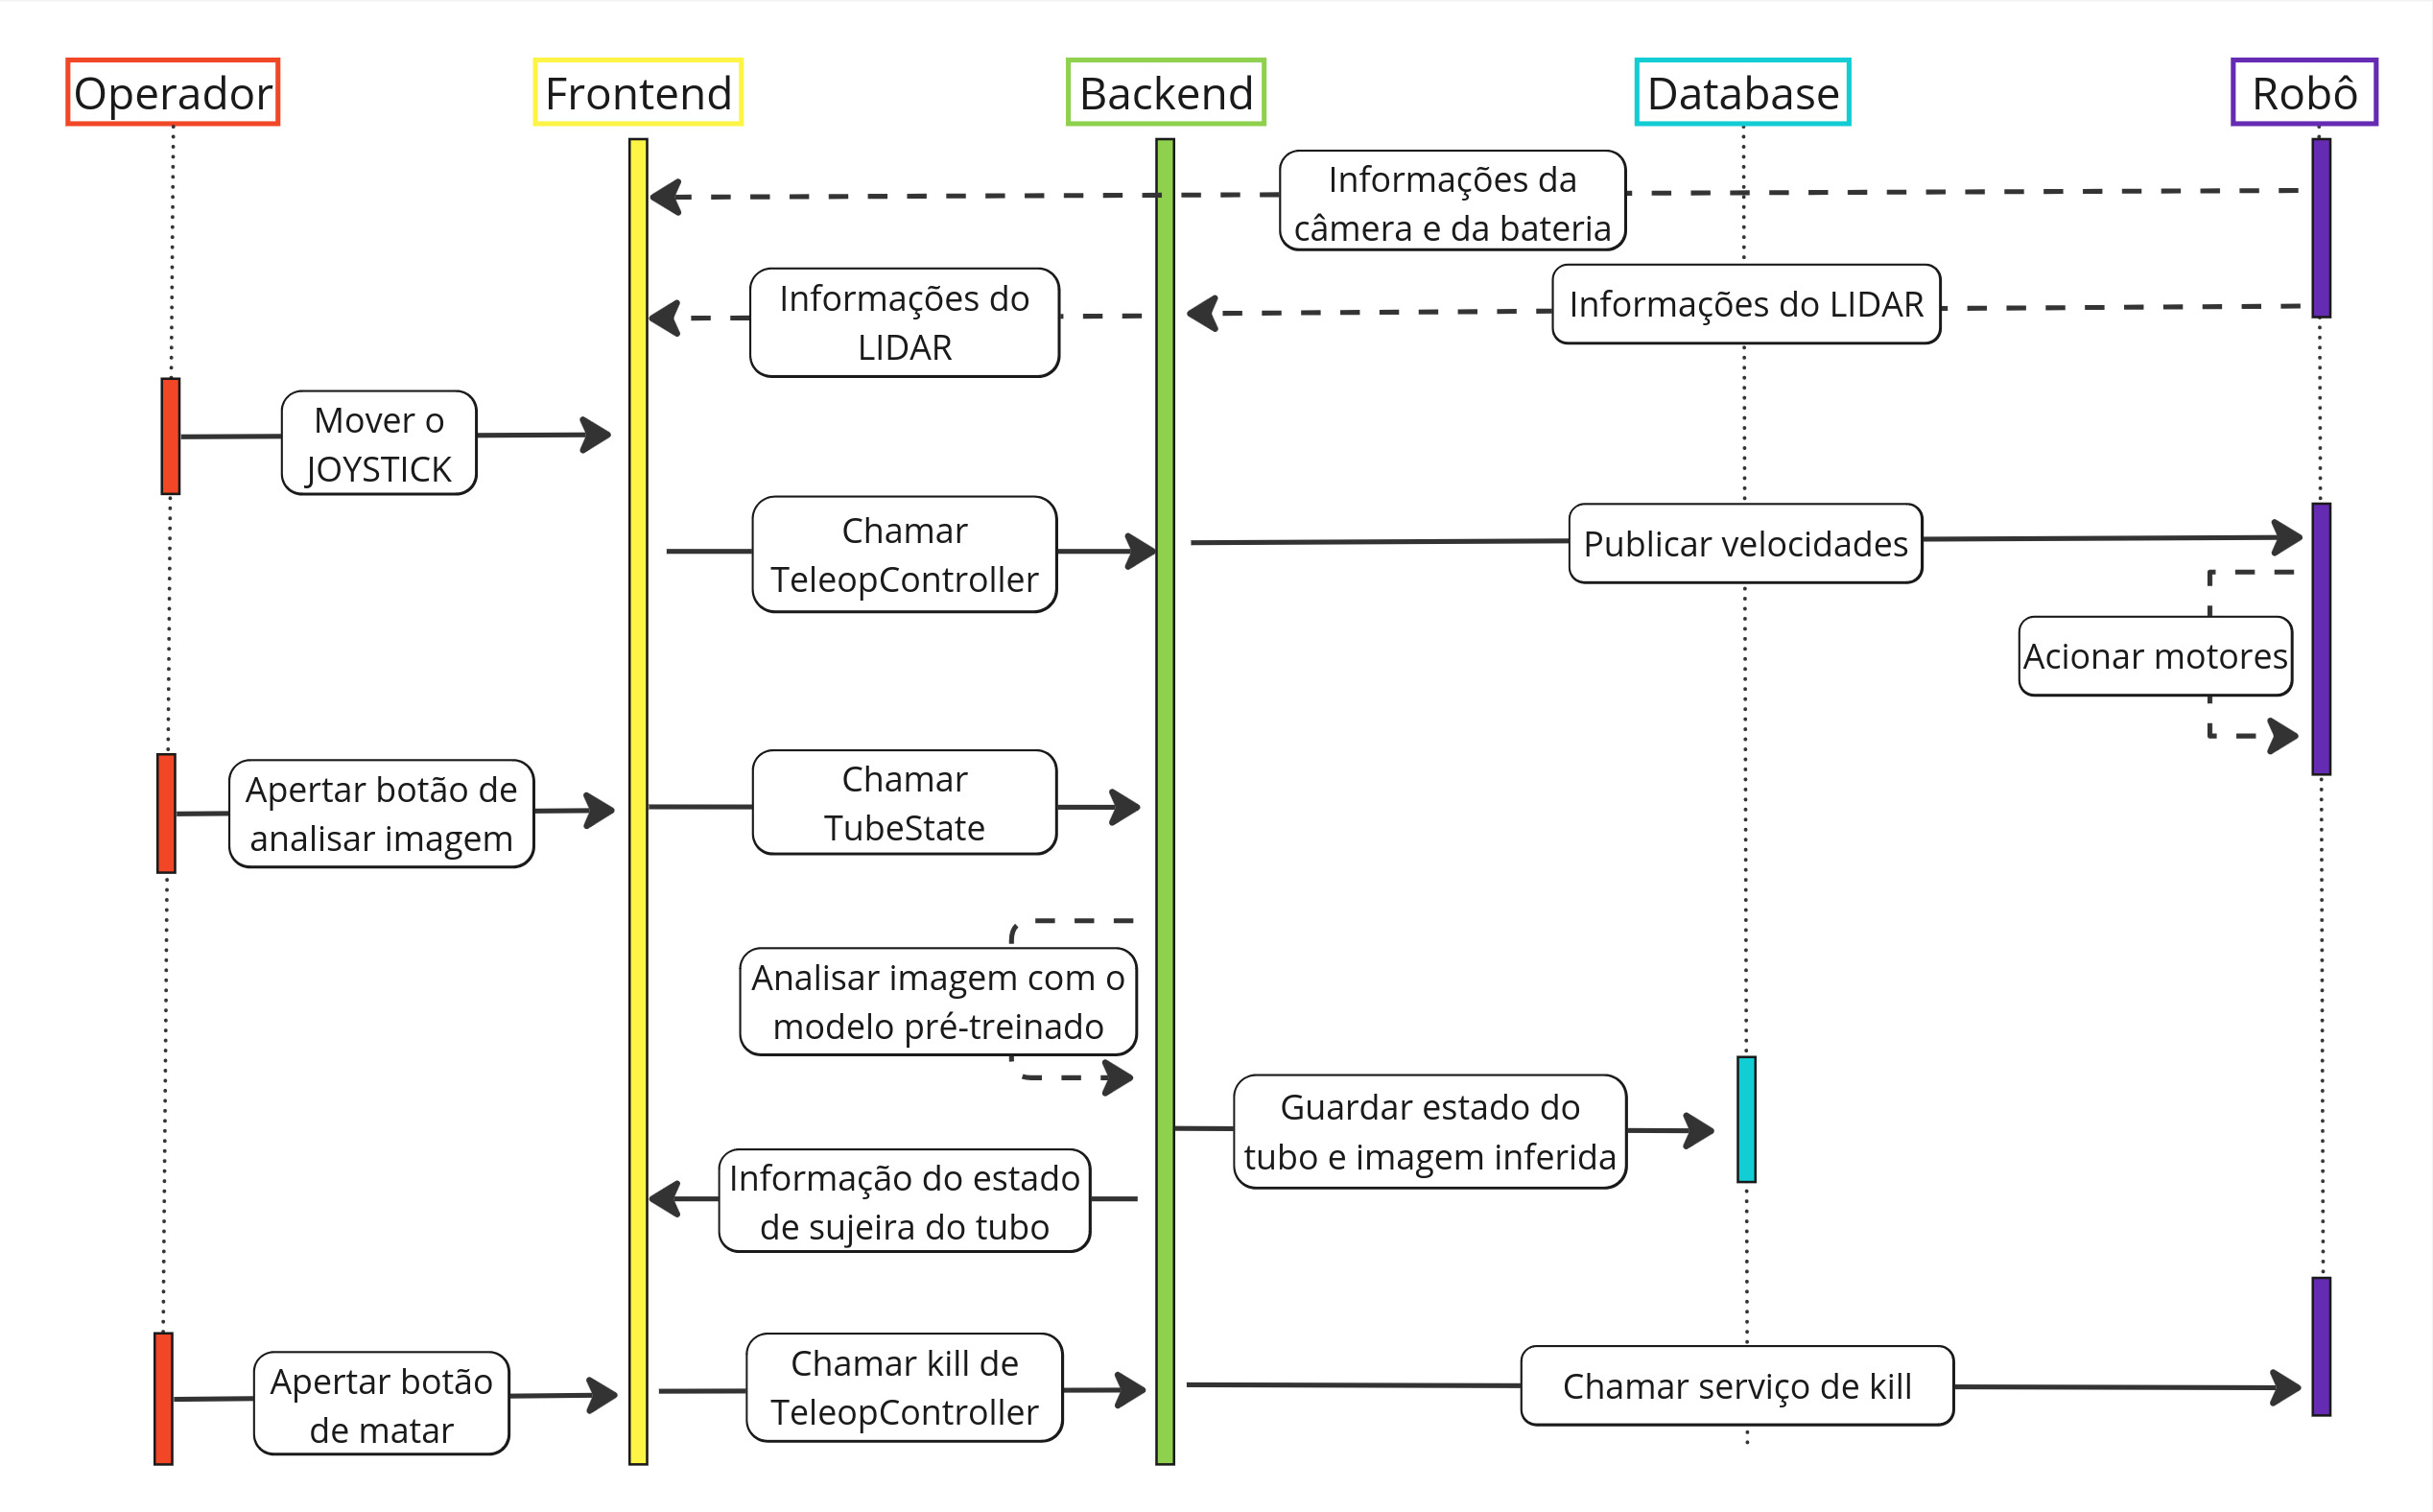 Operador
Frontend
Backend
Database
Robô
Informações da
câmera e da bateria
Informações do
LIDAR
Informações do LIDAR
Mover o
JOYSTICK
Chamar
TeleopController
Publicar velocidades
Acionar motores
Apertar botão de
analisar imagem
Chamar
TubeState
Analisar imagem com o
modelo pré-treinado
Guardar estado do
tubo e imagem inferida
Informação do estado
de sujeira do tubo
Apertar botão
de matar
Chamar kill de
TeleopController
Chamar serviço de kill